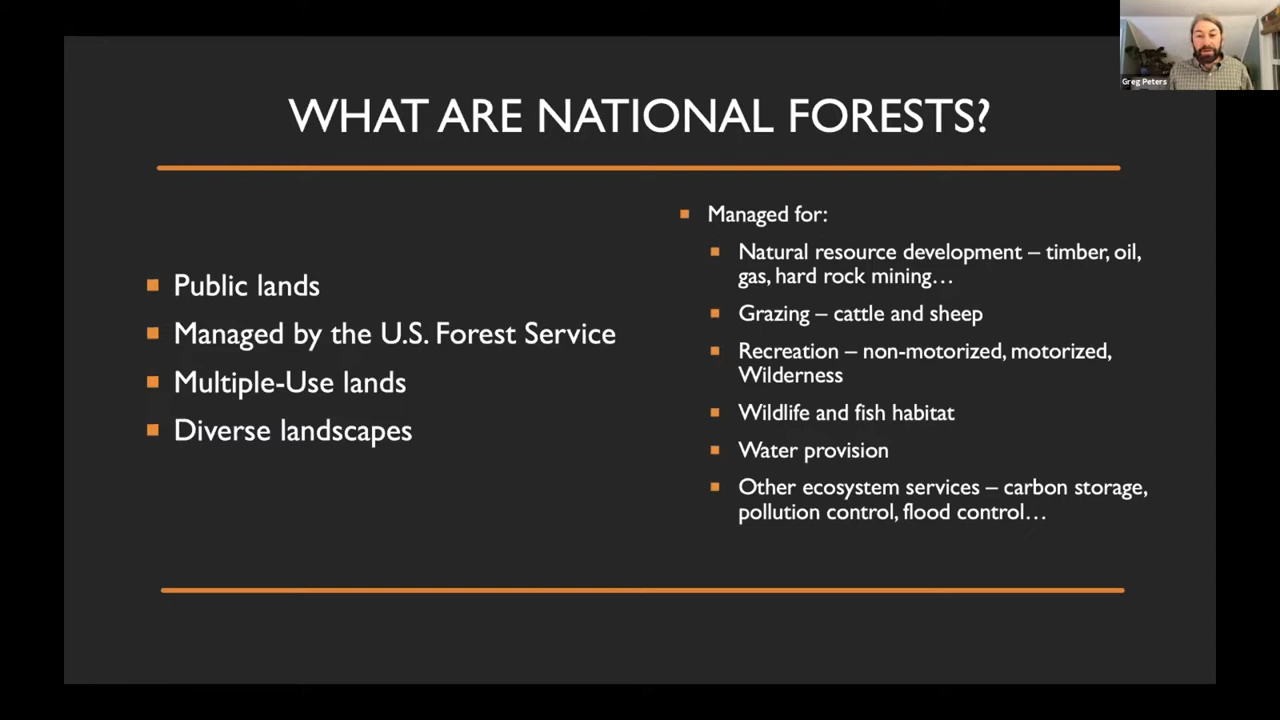 WHAT ARE NATIONAL FORESTS?
Public lands
Managed by the U.S. Forest Service
Multiple-Use lands
Diverse landscapes
Managed for:
Natural resource development – timber, oil,
gas, hard rock mining…
Grazing – cattle and sheep
Recreation – non-motorized, motorized,
Wilderness
Wildlife and fish habitat
Water provision
Other ecosystem services – carbon storage,
pollution control, flood control…
Greg Peters